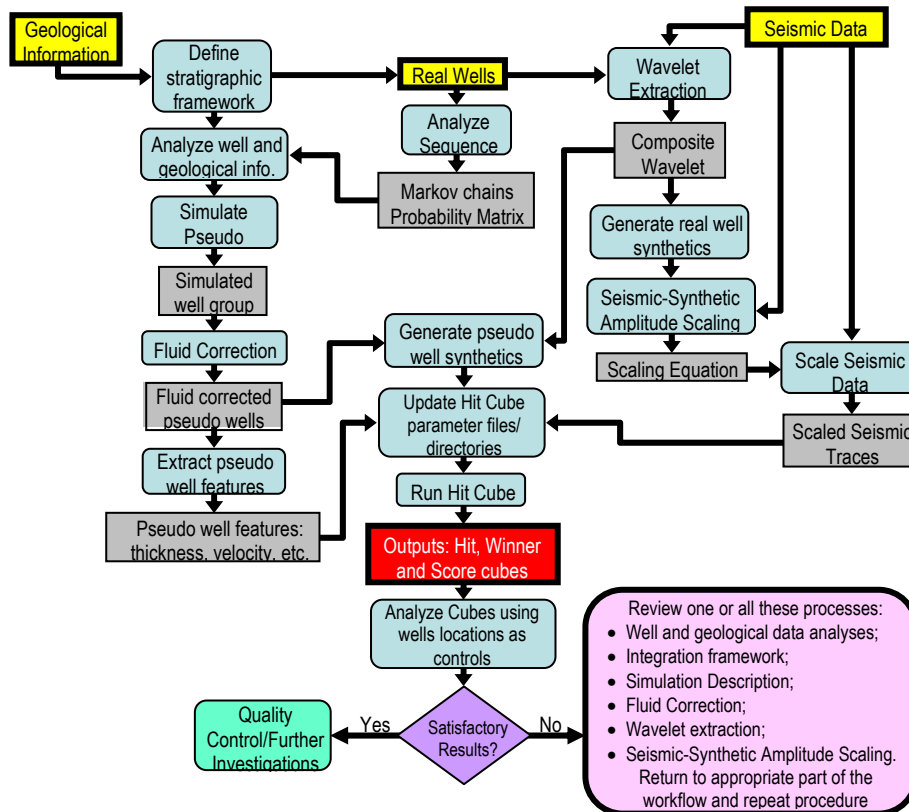 Geological
Information
Define
stratigraphic
framework
Real Wells
Wavelet
Extraction
Seismic Data
Analyze well and
geological info.
Analyze
Sequence
Composite
Wavelet
Markov chains
Probability Matrix
Simulate
Pseudo
Generate real well
synthetics
Simulated
well group
Seismic-Synthetic
Amplitude Scaling
Fluid Correction
Generate pseudo
well synthetics
Scaling Equation
Scale Seismic
Data
Fluid corrected
pseudo wells
Update Hit Cube
parameter files/
directories
Scaled Seismic
Traces
Extract pseudo
well features
Run Hit Cube
Pseudo well features:
thickness, velocity, etc.
Outputs: Hit, Winner
and Score cubes
Analyze Cubes using
wells locations as
controls
Satisfactory
Results?
Yes
No
Quality
Control/Further
Investigations
Review one or all these processes:
• Well and geological data analyses;
• Integration framework;
• Simulation Description;
• Fluid Correction;
• Wavelet extraction;
• Seismic-Synthetic Amplitude Scaling.
Return to appropriate part of the
workflow and repeat procedure